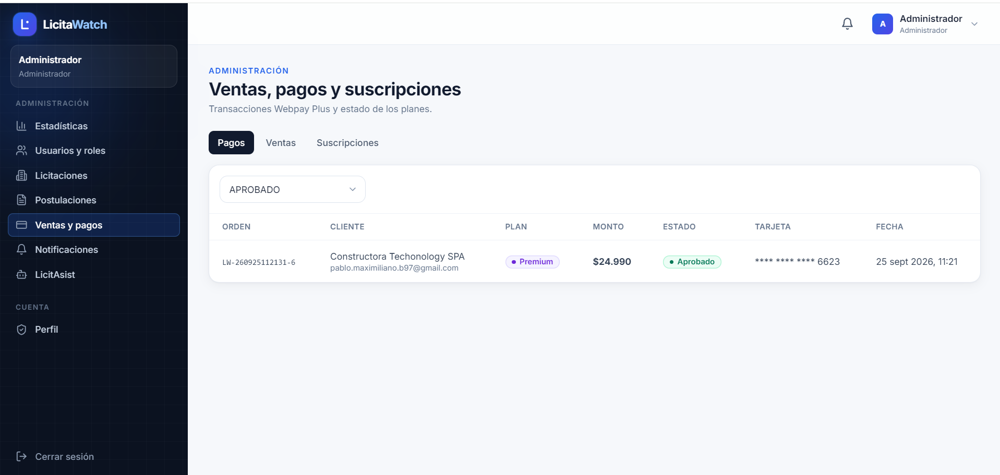 LicitaWatch
Administrador
Administrador
ADMINISTRACIÓN
Estadísticas
Usuarios y roles
Licitaciones
Postulaciones
Ventas y pagos
Notificaciones
LicitAsist
CUENTA
Perfil
Cerrar sesión
A
Administrador
Administrador
ADMINISTRACIÓN
Ventas, pagos y suscripciones
Transacciones Webpay Plus y estado de los planes.
Pagos Ventas Suscripciones
APROBADO
ORDEN CLIENTE PLAN MONTO ESTADO TARJETA FECHA
LW-260925112131-6 Constructora Techonology SPA Premium $24.990 Aprobado **** **** **** 6623 25 sept 2026, 11:21
pablo.maximiliano.b97@gmail.com